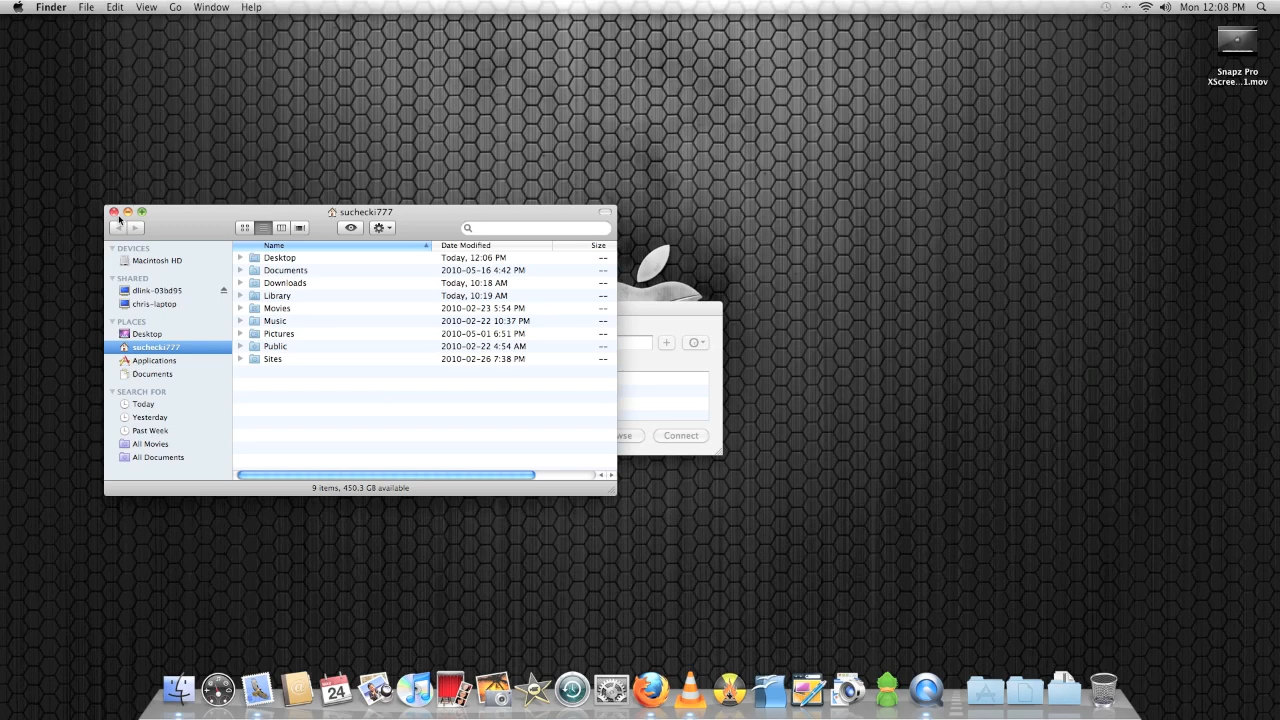 Finder File Edit View Go Window Help Mon 12:08 PM
Snapz Pro
XScree...1.mov
suchecki777
DEVICES
Macintosh HD
SHARED
dlink-03bd95
chris-laptop
PLACES
Desktop
suchecki777
Applications
Documents
SEARCH FOR
Today
Yesterday
Past Week
All Movies
All Documents
Name Date Modified Size
Desktop Today, 12:06 PM --
Documents 2010-05-16 4:42 PM --
Downloads Today, 10:18 AM --
Library Today, 10:19 AM --
Movies 2010-02-23 5:54 PM --
Music 2010-02-22 10:37 PM --
Pictures 2010-05-01 6:51 PM --
Public 2010-02-22 4:54 AM --
Sites 2010-02-26 7:38 PM --
9 items, 450.3 GB available
wse Connect
24